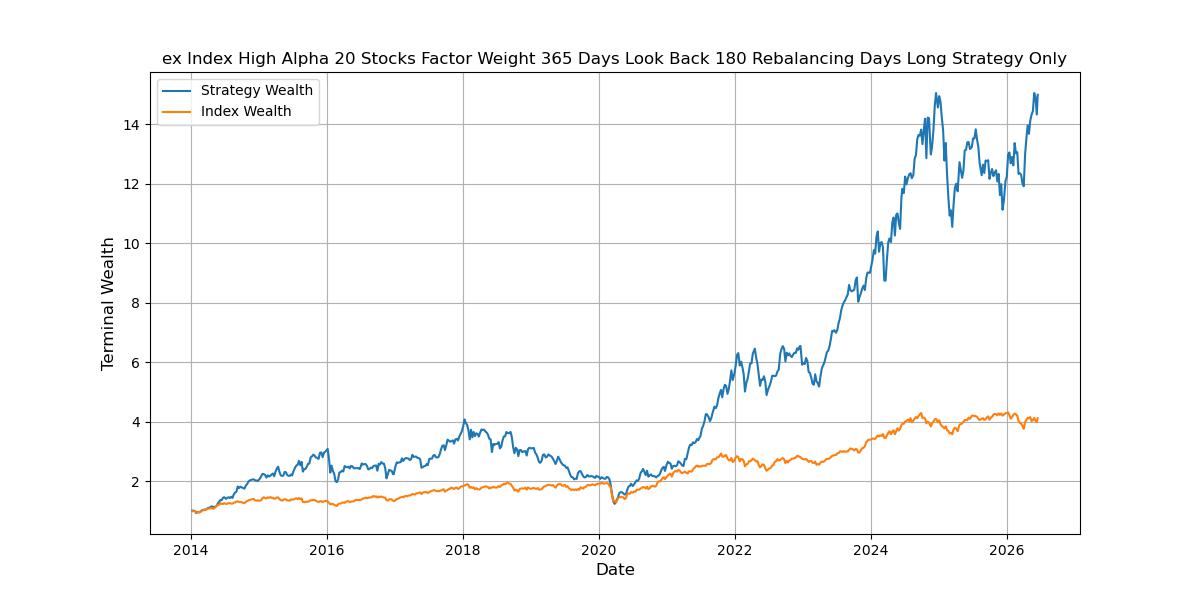 ex Index High Alpha 20 Stocks Factor Weight 365 Days Look Back 180 Rebalancing Days Long Strategy Only
Strategy Wealth
Index Wealth
Terminal Wealth
14
12
10
8
6
4
2
2014 2016 2018 2020 2022 2024 2026
Date